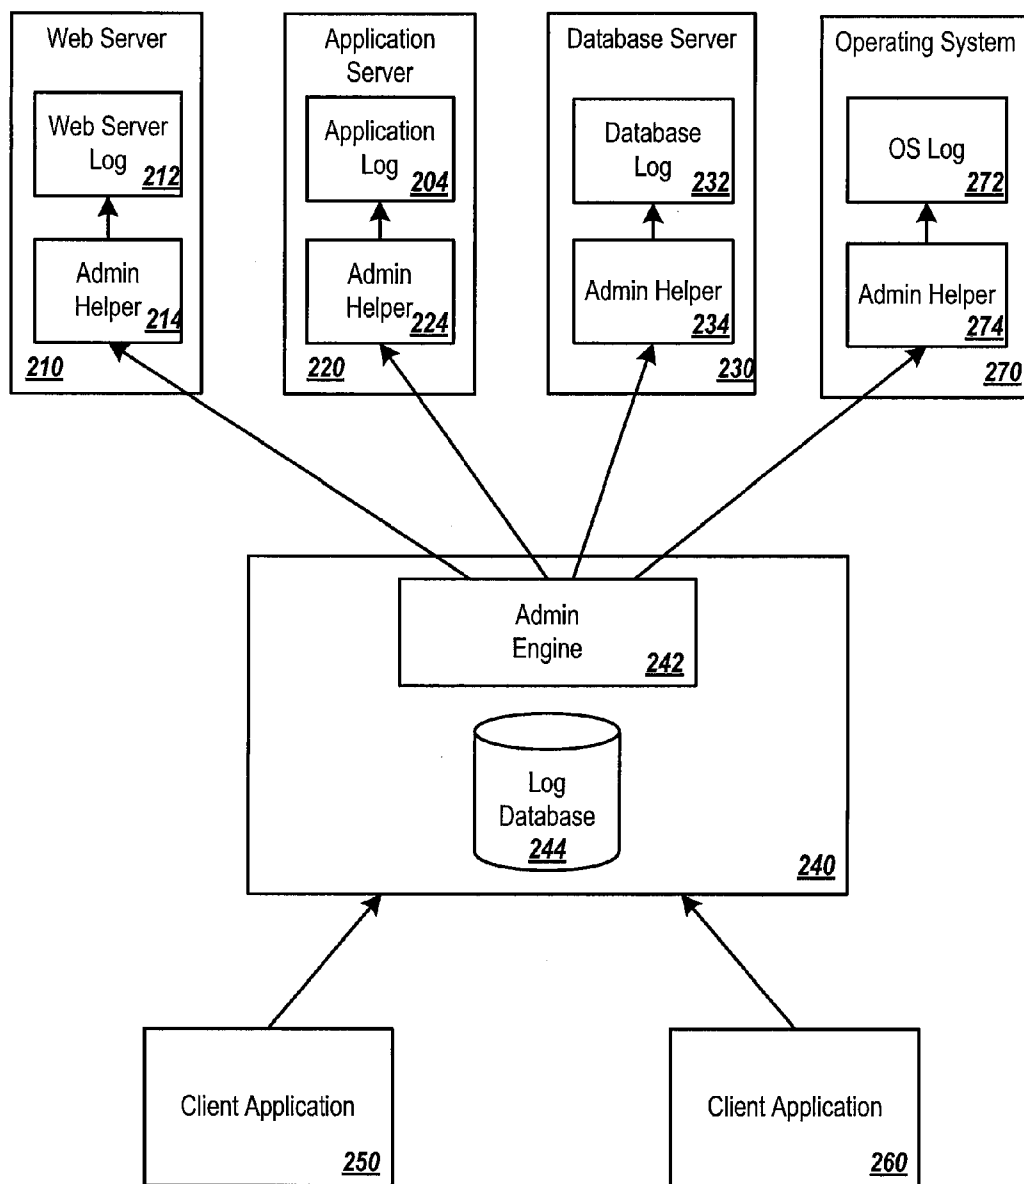 Web Server
Web Server
Log
212
Admin
Helper
214
210
Application
Server
Application
Log
204
Admin
Helper
224
220
Database Server
Database
Log
232
Admin Helper
234
230
Operating System
OS Log
272
Admin Helper
274
270
Admin
Engine
242
Log
Database
244
240
Client Application
250
Client Application
260